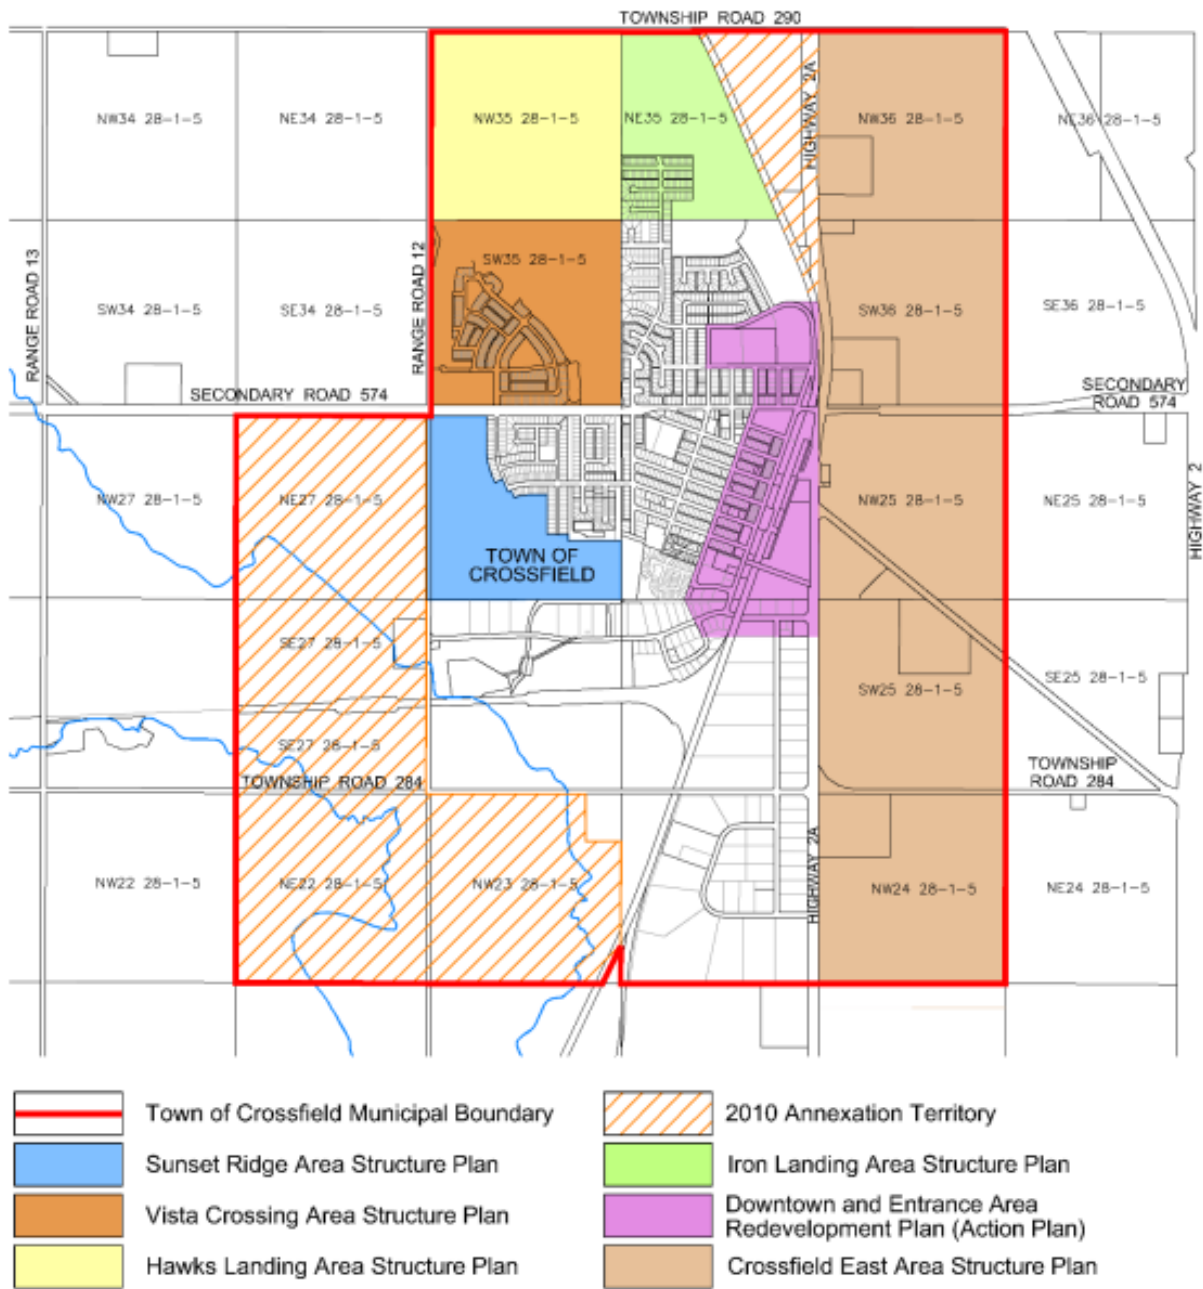 TOWNSHIP ROAD 290
NW34 28-1-5
NE34 28-1-5
NW35 28-1-5
NE35 28-1-5
HIGHWAY 2A
NW36 28-1-5
NE36 28-1-5
RANGE ROAD 13
RANGE ROAD 12
SW34 28-1-5
SE34 28-1-5
SW35 28-1-5
SW36 28-1-5
SE36 28-1-5
SECONDARY ROAD 574
SECONDARY
ROAD 574
NW27 28-1-5
NE27 28-1-5
NW25 28-1-5
NE25 28-1-5
HIGHWAY 2
TOWN OF
CROSSFIELD
SE27 28-1-5
SW25 28-1-5
SE25 28-1-5
SE27 28-1-5
TOWNSHIP ROAD 284
TOWNSHIP
ROAD 284
NW22 28-1-5
NE22 28-1-5
NW23 28-1-5
HIGHWAY 2A
NW24 28-1-5
NE24 28-1-5
Town of Crossfield Municipal Boundary
2010 Annexation Territory
Sunset Ridge Area Structure Plan
Iron Landing Area Structure Plan
Vista Crossing Area Structure Plan
Downtown and Entrance Area
Redevelopment Plan (Action Plan)
Hawks Landing Area Structure Plan
Crossfield East Area Structure Plan